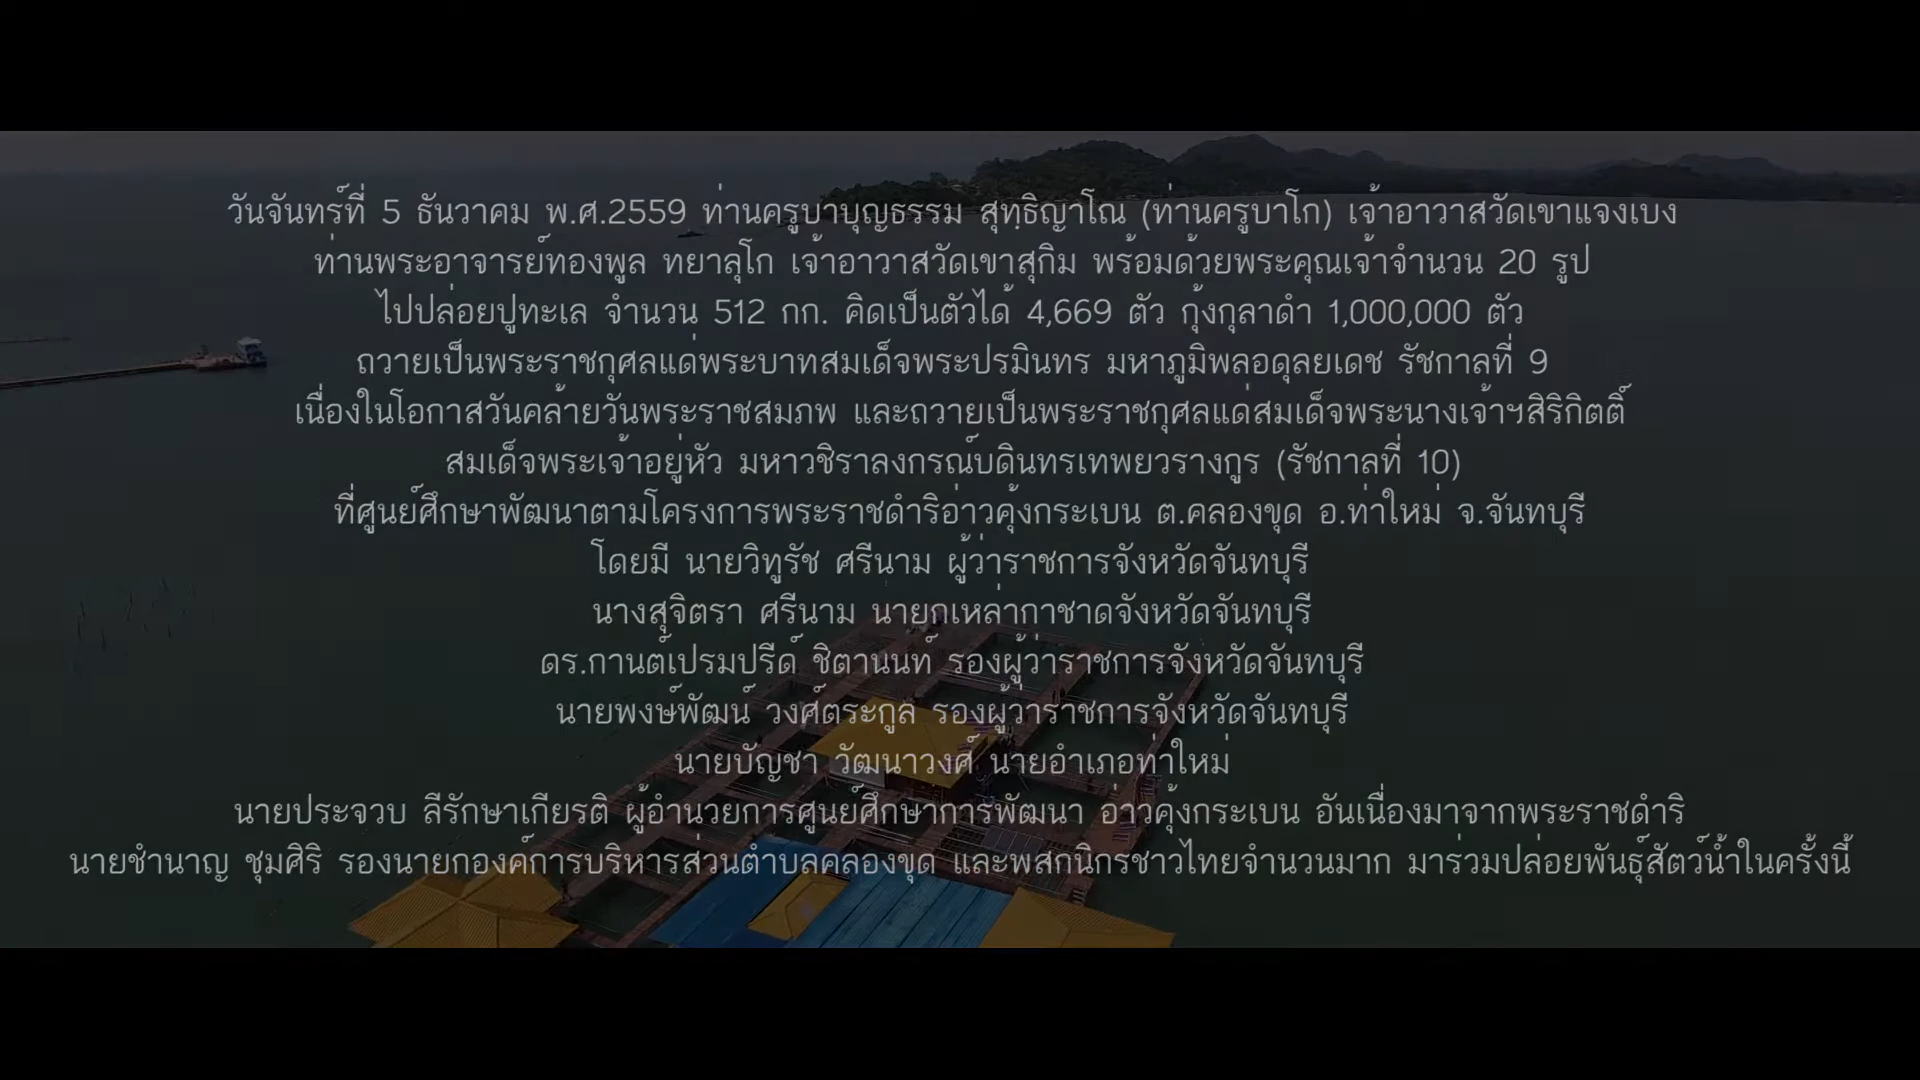 วันจันทร์ที่ 5 ธันวาคม พ.ศ.2559 ท่านครูบาบุญธรรม สุทฺธิญาโณ (ท่านครูบาโก) เจ้าอาวาสวัดเขาแจงเบง
ท่านพระอาจารย์ทองพูล ทยาลุโก เจ้าอาวาสวัดเขาสุกิม พร้อมด้วยพระคุณเจ้าจำนวน 20 รูป
ไปปล่อยปูทะเล จำนวน 512 กก. คิดเป็นตัวได้ 4,669 ตัว กุ้งกุลาดำ 1,000,000 ตัว
ถวายเป็นพระราชกุศลแด่พระบาทสมเด็จพระปรมินทร มหาภูมิพลอดุลยเดช รัชกาลที่ 9
เนื่องในโอกาสวันคล้ายวันพระราชสมภพ และถวายเป็นพระราชกุศลแด่สมเด็จพระนางเจ้าฯสิริกิตติ์
สมเด็จพระเจ้าอยู่หัว มหาวชิราลงกรณ์บดินทรเทพยวรางกูร (รัชกาลที่ 10)
ที่ศูนย์ศึกษาพัฒนาตามโครงการพระราชดำริอ่าวคุ้งกระเบน ต.คลองขุด อ.ท่าใหม่ จ.จันทบุรี
โดยมี นายวิทูรัช ศรีนาม ผู้ว่าราชการจังหวัดจันทบุรี
นางสุจิตรา ศรีนาม นายกเหล่ากาชาดจังหวัดจันทบุรี
ดร.กานต์เปรมปรีด์ ชิตานนท์ รองผู้ว่าราชการจังหวัดจันทบุรี
นายพงษ์พัฒน์ วงศ์ตระกูล รองผู้ว่าราชการจังหวัดจันทบุรี
นายบัญชา วัฒนาวงศ์ นายอำเภอท่าใหม่
นายประจวบ ลีรักษาเกียรติ ผู้อำนวยการศูนย์ศึกษาการพัฒนา อ่าวคุ้งกระเบน อันเนื่องมาจากพระราชดำริ
นายชำนาญ ชุมศิริ รองนายกองค์การบริหารส่วนตำบลคลองขุด และพสกนิกรชาวไทยจำนวนมาก มาร่วมปล่อยพันธุ์สัตว์น้ำในครั้งนี้